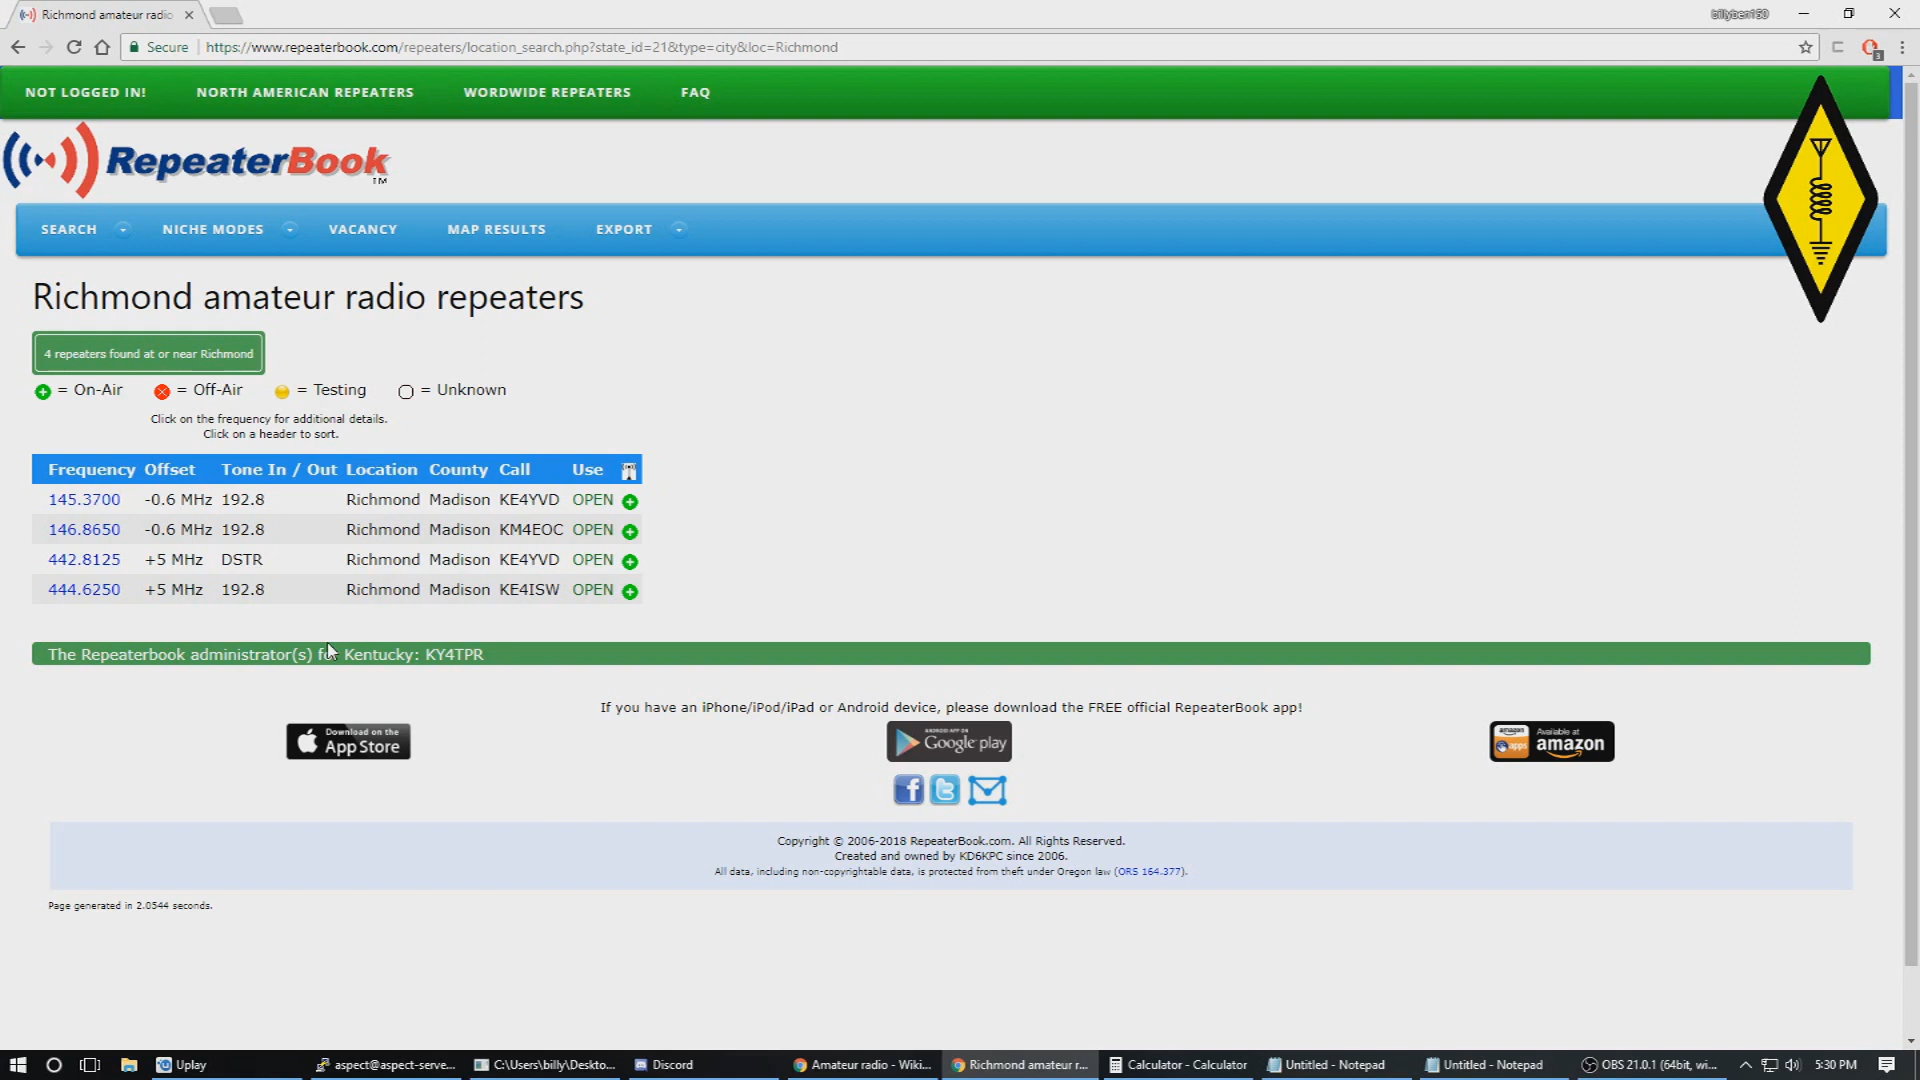 Richmond amateur radio
billyben150
Secure https://www.repeaterbook.com/repeaters/location_search.php?state_id=21&type=city&loc=Richmond
3
NOT LOGGED IN! NORTH AMERICAN REPEATERS WORDWIDE REPEATERS FAQ
RepeaterBook
TM
SEARCH NICHE MODES VACANCY MAP RESULTS EXPORT
Richmond amateur radio repeaters
4 repeaters found at or near Richmond
= On-Air = Off-Air = Testing = Unknown
Click on the frequency for additional details.
Click on a header to sort.
Frequency Offset Tone In / Out Location County Call Use
145.3700 -0.6 MHz 192.8 Richmond Madison KE4YVD OPEN
146.8650 -0.6 MHz 192.8 Richmond Madison KM4EOC OPEN
442.8125 +5 MHz DSTR Richmond Madison KE4YVD OPEN
444.6250 +5 MHz 192.8 Richmond Madison KE4ISW OPEN
The Repeaterbook administrator(s) for Kentucky: KY4TPR
If you have an iPhone/iPod/iPad or Android device, please download the FREE official RepeaterBook app!
Download on the
App Store
ANDROID APP ON
Google play
amazon
apps
Available at
amazon
Copyright © 2006-2018 RepeaterBook.com. All Rights Reserved.
Created and owned by KD6KPC since 2006.
All data, including non-copyrightable data, is protected from theft under Oregon law (ORS 164.377).
Page generated in 2.0544 seconds.
Uplay aspect@aspect-serve... C:\Users\billy\Deskto... Discord Amateur radio - Wiki... Richmond amateur r... Calculator - Calculator Untitled - Notepad Untitled - Notepad OBS 21.0.1 (64bit, wi... 5:30 PM